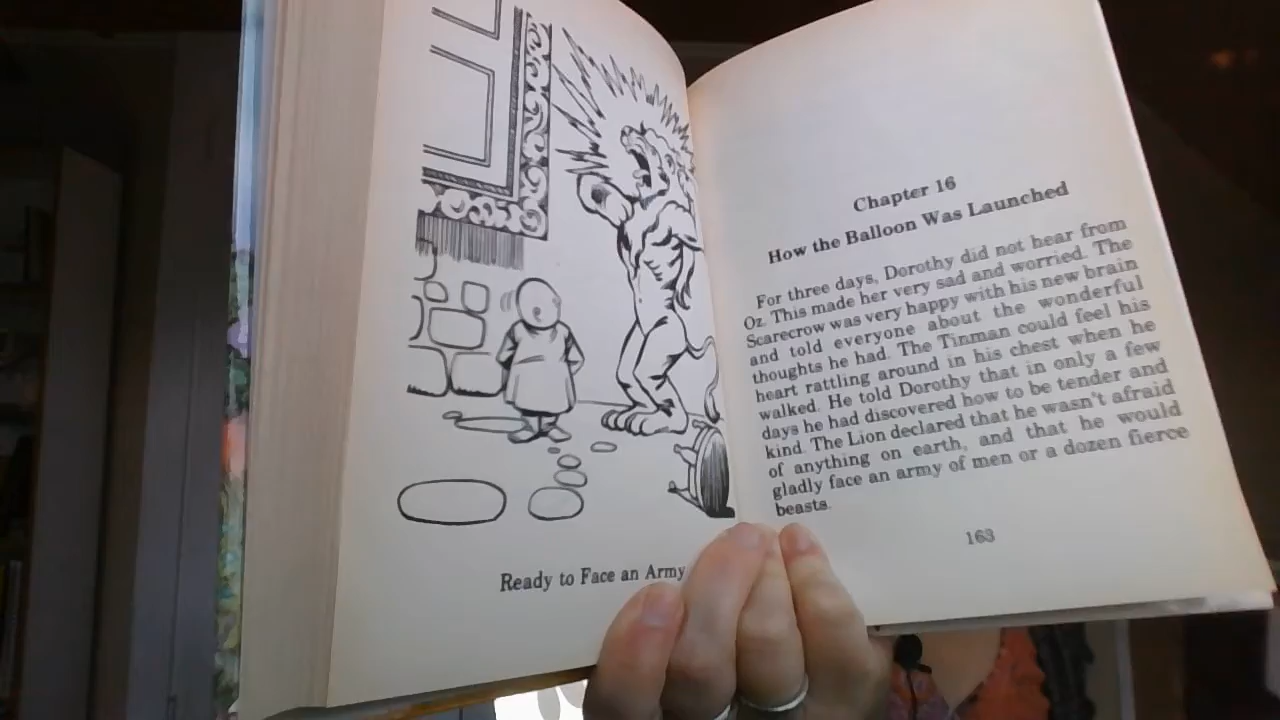 Ready to Face an Army
Chapter 16
How the Balloon Was Launched
For three days, Dorothy did not hear from
Oz. This made her very sad and worried. The
Scarecrow was very happy with his new brain
and told everyone about the wonderful
thoughts he had. The Tinman could feel his
heart rattling around in his chest when he
walked. He told Dorothy that in only a few
days he had discovered how to be tender and
kind. The Lion declared that he wasn't afraid
of anything on earth, and that he would
gladly face an army of men or a dozen fierce
beasts.
163